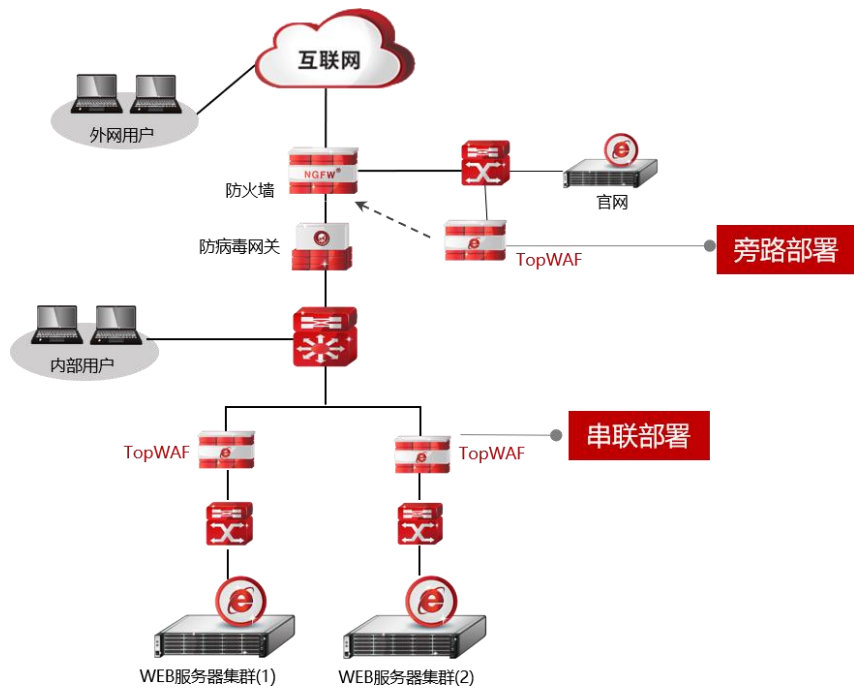 互联网
外网用户
NGFW®
防火墙
官网
防病毒网关
TopWAF
旁路部署
内部用户
TopWAF
TopWAF
串联部署
WEB服务器集群(1)
WEB服务器集群(2)